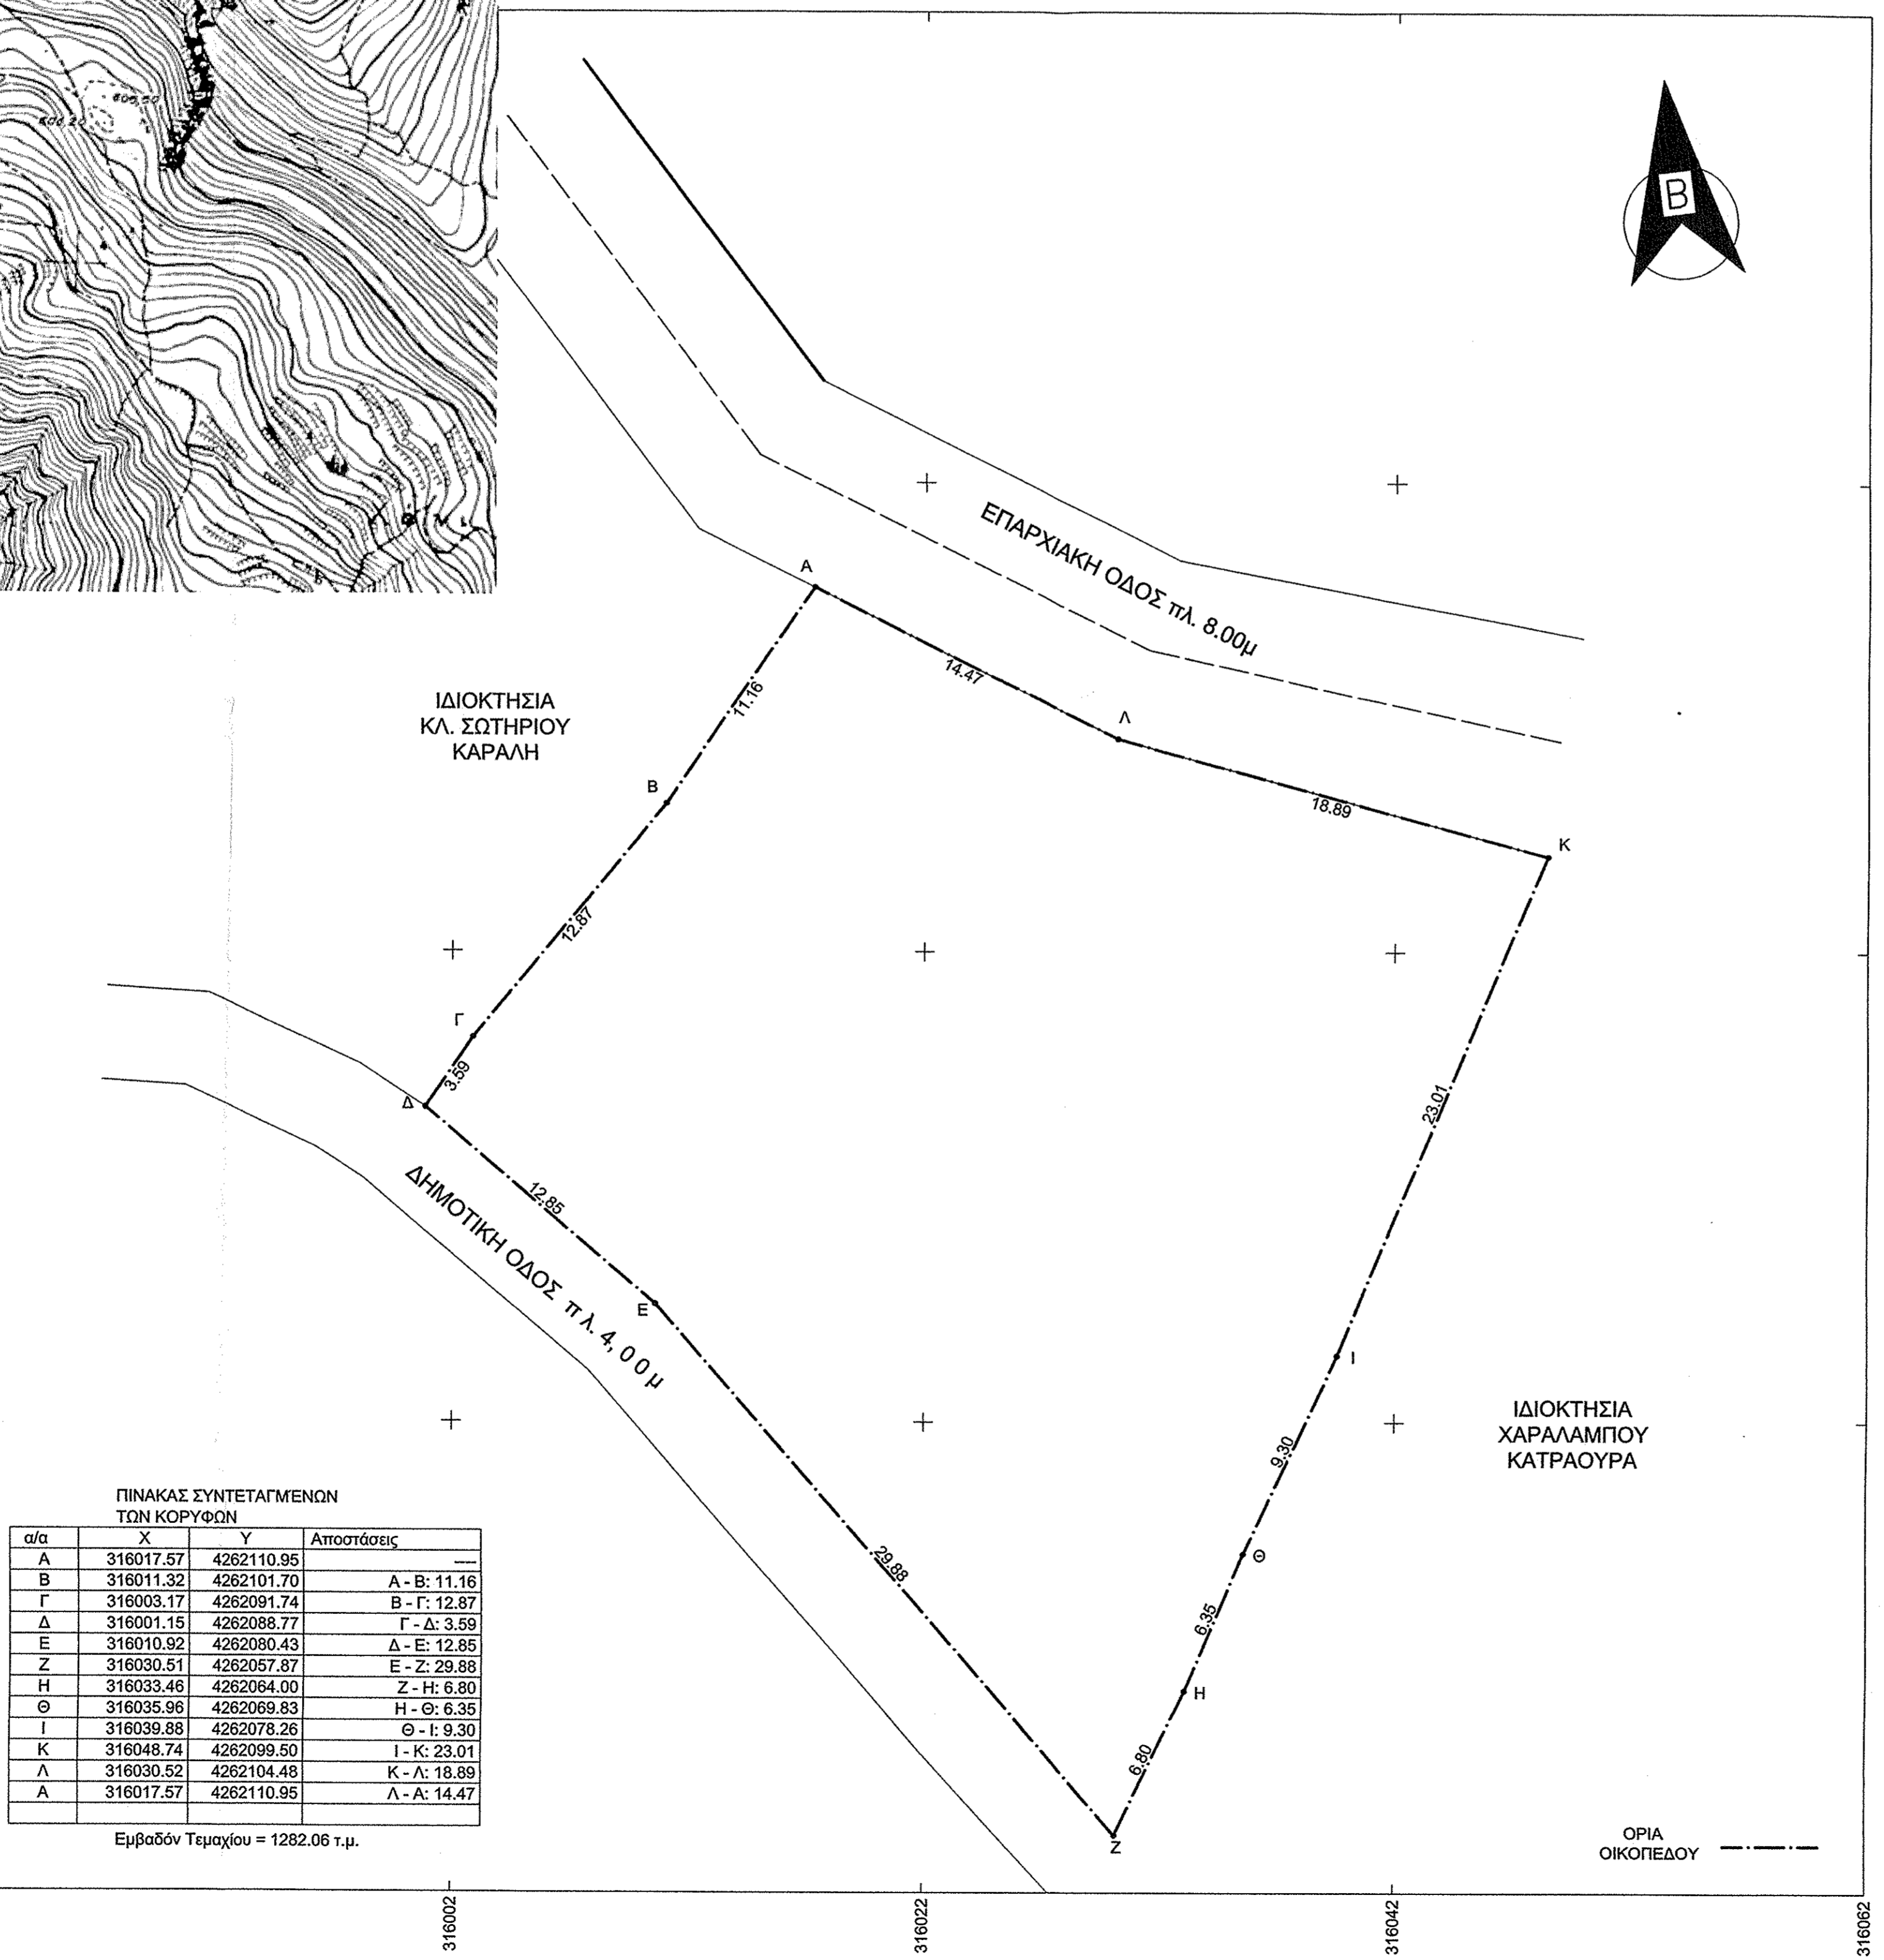 606,20
B
ΕΠΑΡΧΙΑΚΗ ΟΔΟΣ πλ. 8.00μ
Α
14.47
Λ
11.16
ΙΔΙΟΚΤΗΣΙΑ
ΚΛ. ΣΩΤΗΡΙΟΥ
ΚΑΡΑΛΗ
Β
18.89
Κ
12.87
Γ
3.59
Δ
23.01
12.85
ΔΗΜΟΤΙΚΗ ΟΔΟΣ πλ. 4,00μ
Ε
Ι
ΙΔΙΟΚΤΗΣΙΑ
ΧΑΡΑΛΑΜΠΟΥ
ΚΑΤΡΑΟΥΡΑ
9.30
29.88
Θ
6.35
Η
6.80
Ζ
ΠΙΝΑΚΑΣ ΣΥΝΤΕΤΑΓΜΈΝΩΝ
ΤΩΝ ΚΟΡΥΦΩΝ
α/α Χ Υ Αποστάσεις
Α 316017.57 4262110.95 ---
Β 316011.32 4262101.70 Α - Β: 11.16
Γ 316003.17 4262091.74 Β - Γ: 12.87
Δ 316001.15 4262088.77 Γ - Δ: 3.59
Ε 316010.92 4262080.43 Δ - Ε: 12.85
Ζ 316030.51 4262057.87 Ε - Ζ: 29.88
Η 316033.46 4262064.00 Ζ - Η: 6.80
Θ 316035.96 4262069.83 Η - Θ: 6.35
Ι 316039.88 4262078.26 Θ - Ι: 9.30
Κ 316048.74 4262099.50 Ι - Κ: 23.01
Λ 316030.52 4262104.48 Κ - Λ: 18.89
Α 316017.57 4262110.95 Λ - Α: 14.47
Εμβαδόν Τεμαχίου = 1282.06 τ.μ.
ΟΡΙΑ
ΟΙΚΟΠΕΔΟΥ
316002
316022
316042
316062